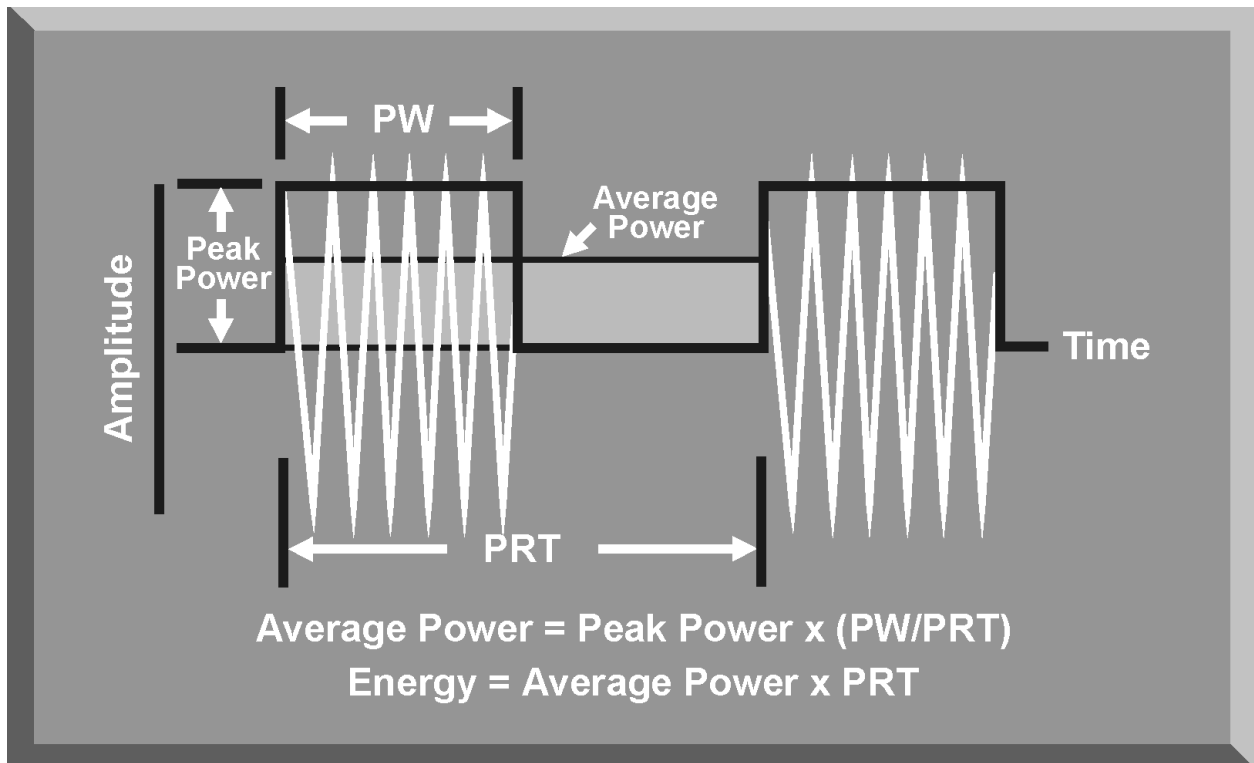 PW
Average
Power
Peak
Power
Amplitude
Time
PRT
Average Power = Peak Power x (PW/PRT)
Energy = Average Power x PRT